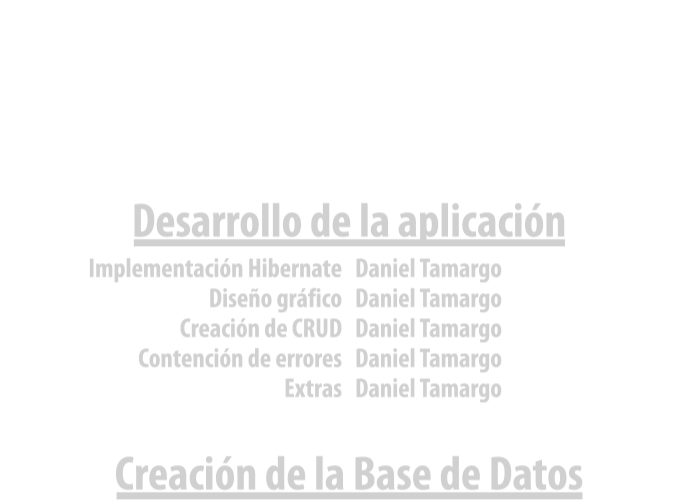 Desarrollo de la aplicación
Implementación Hibernate Daniel Tamargo
Diseño gráfico Daniel Tamargo
Creación de CRUD Daniel Tamargo
Contención de errores Daniel Tamargo
Extras Daniel Tamargo
Creación de la Base de Datos